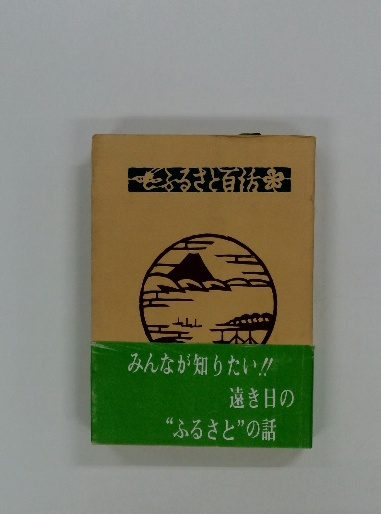 ふるさと百話
みんなが知りたい!!
遠き日の
“ふるさと”の話